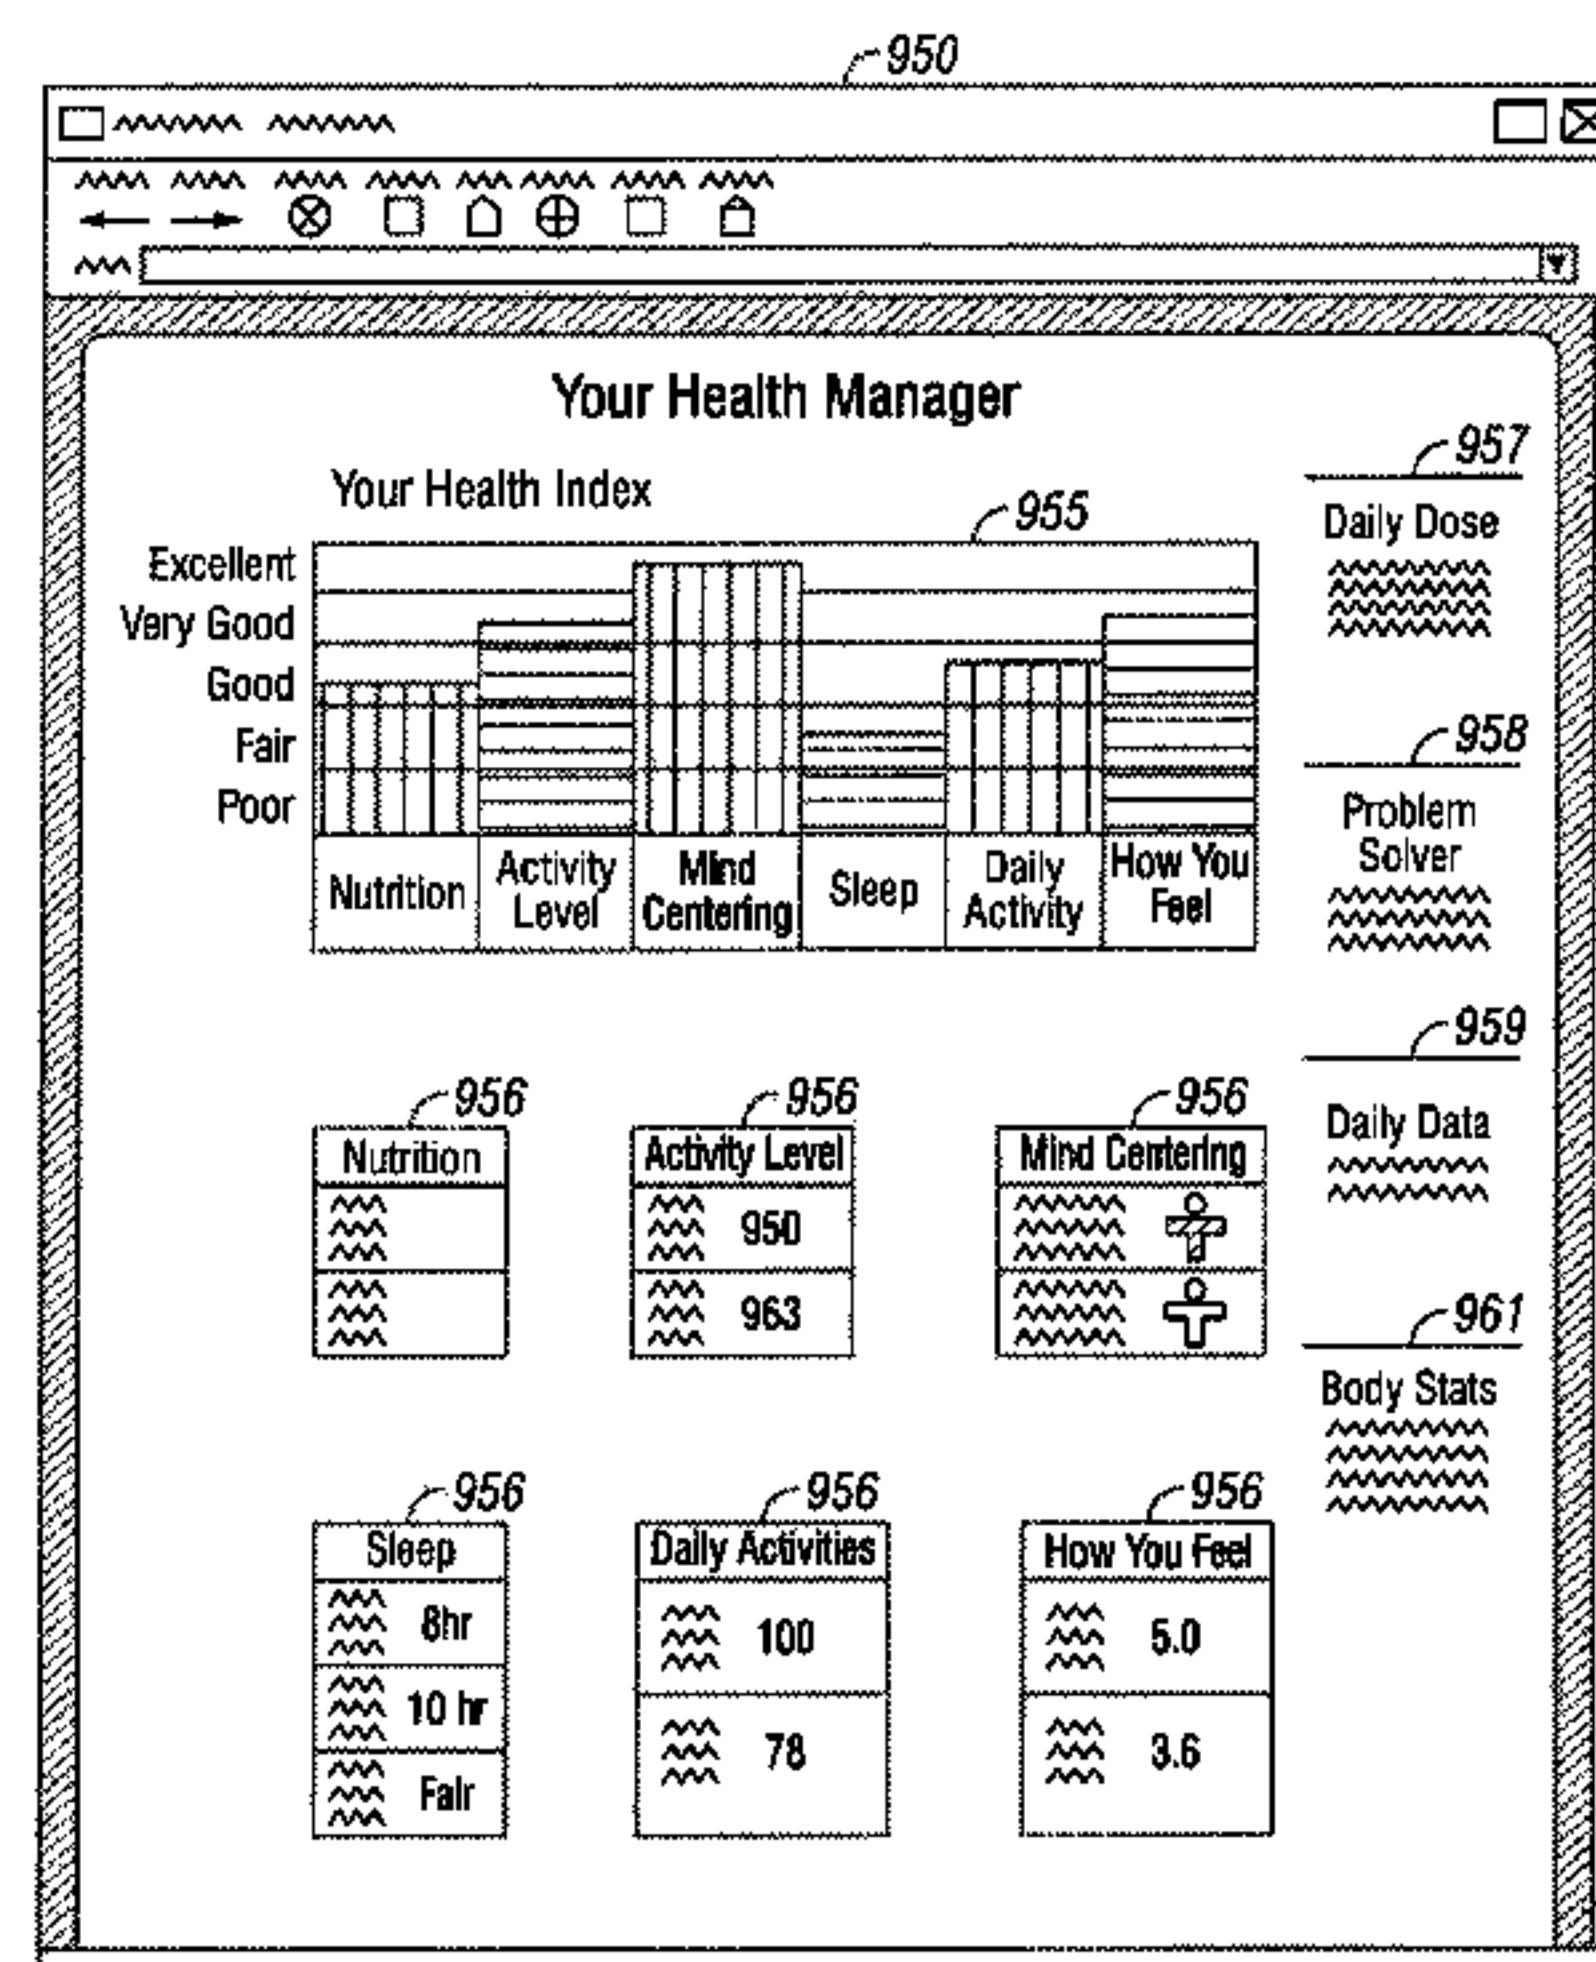 950
Your Health Manager
Your Health Index
955
Excellent
Very Good
Good
Fair
Poor
Nutrition
Activity
Level
Mind
Centering
Sleep
Daily
Activity
How You
Feel
957
Daily Dose
958
Problem
Solver
959
Daily Data
961
Body Stats
956
Nutrition
956
Activity Level
950
963
956
Mind Centering
956
Sleep
8hr
10 hr
Fair
956
Daily Activities
100
78
956
How You Feel
5.0
3.6